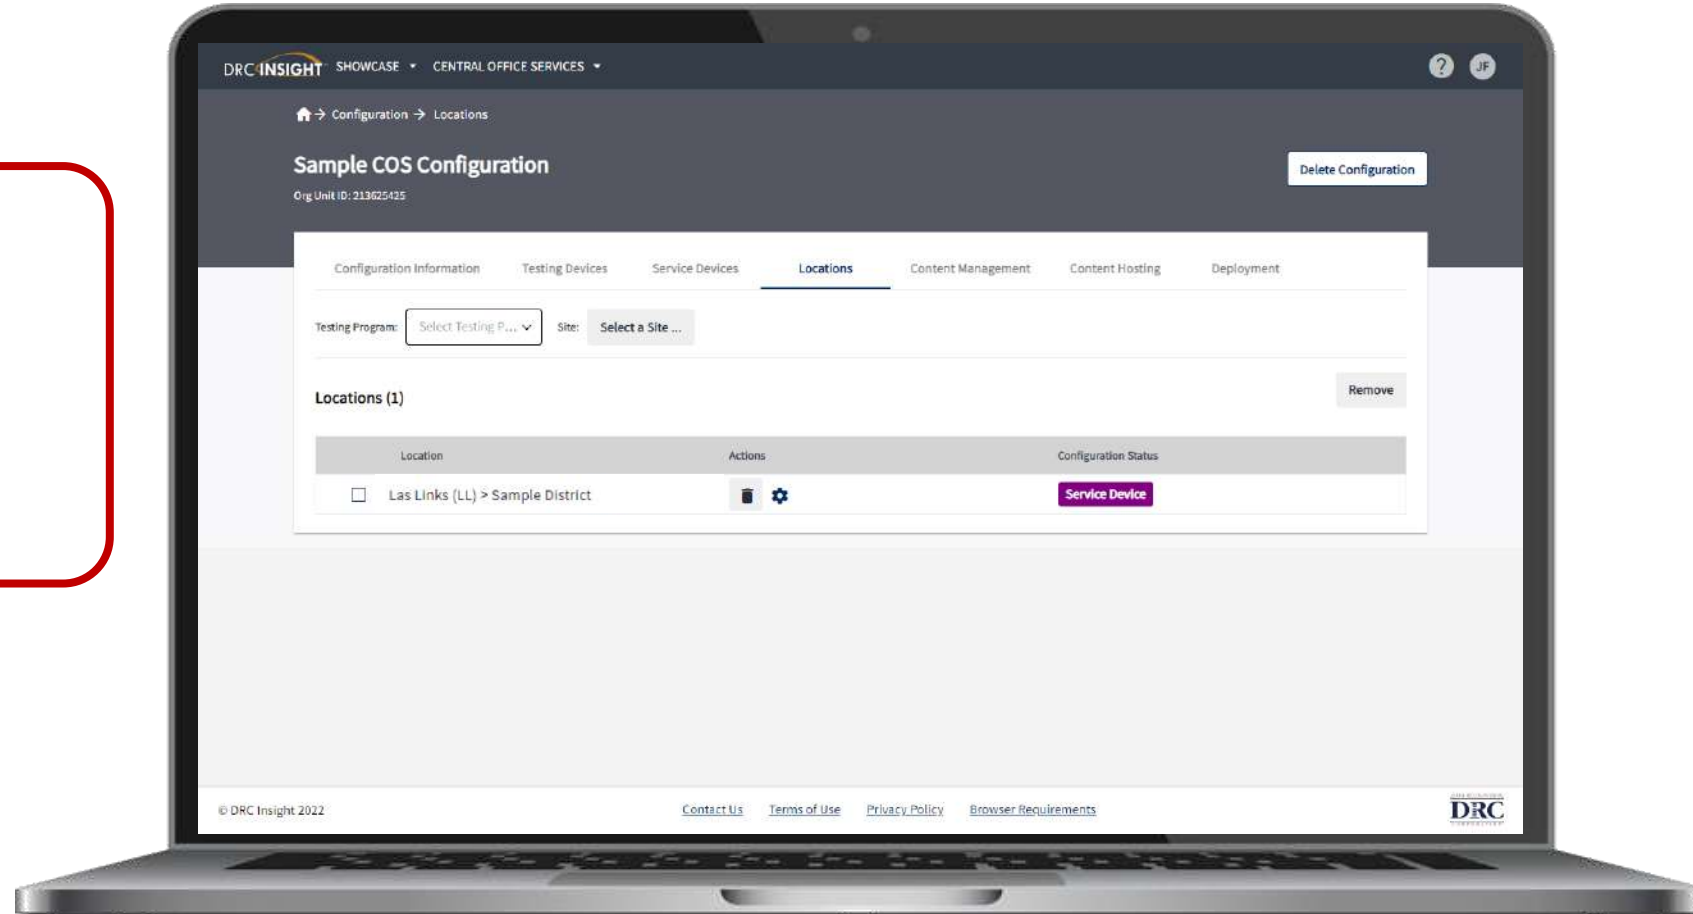 DRC INSIGHT SHOWCASE CENTRAL OFFICE SERVICES ? JF
Configuration → Locations
Sample COS Configuration
Delete Configuration
Org Unit ID: 213625425
Configuration Information Testing Devices Service Devices Locations Content Management Content Hosting Deployment
Testing Program: Select Testing P... Site: Select a Site ...
Locations (1)
Remove
Location Actions Configuration Status
Las Links (LL) > Sample District Service Device
© DRC Insight 2022 Contact Us Terms of Use Privacy Policy Browser Requirements DRC